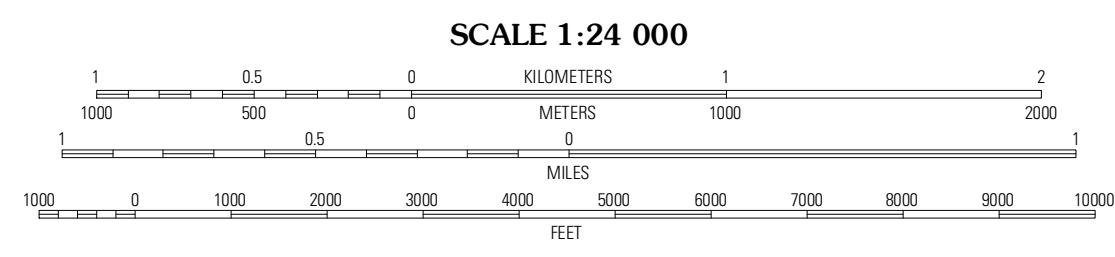 SCALE 1:24 000
1 0.5 0 KILOMETERS 1 2
1000 500 0 METERS 1000 2000
1 0.5 0 1
MILES
1000 0 1000 2000 3000 4000 5000 6000 7000 8000 9000 10000
FEET